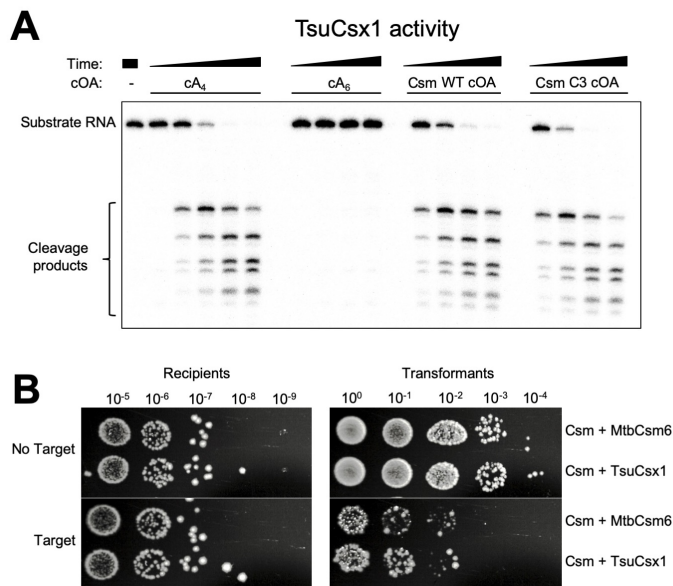 A
TsuCsx1 activity
Time:
cOA: - cA4 cA6 Csm WT cOA Csm C3 cOA
Substrate RNA
Cleavage
products
B
Recipients Transformants
10-5 10-6 10-7 10-8 10-9 100 10-1 10-2 10-3 10-4
No Target
Csm + MtbCsm6
Csm + TsuCsx1
Target
Csm + MtbCsm6
Csm + TsuCsx1